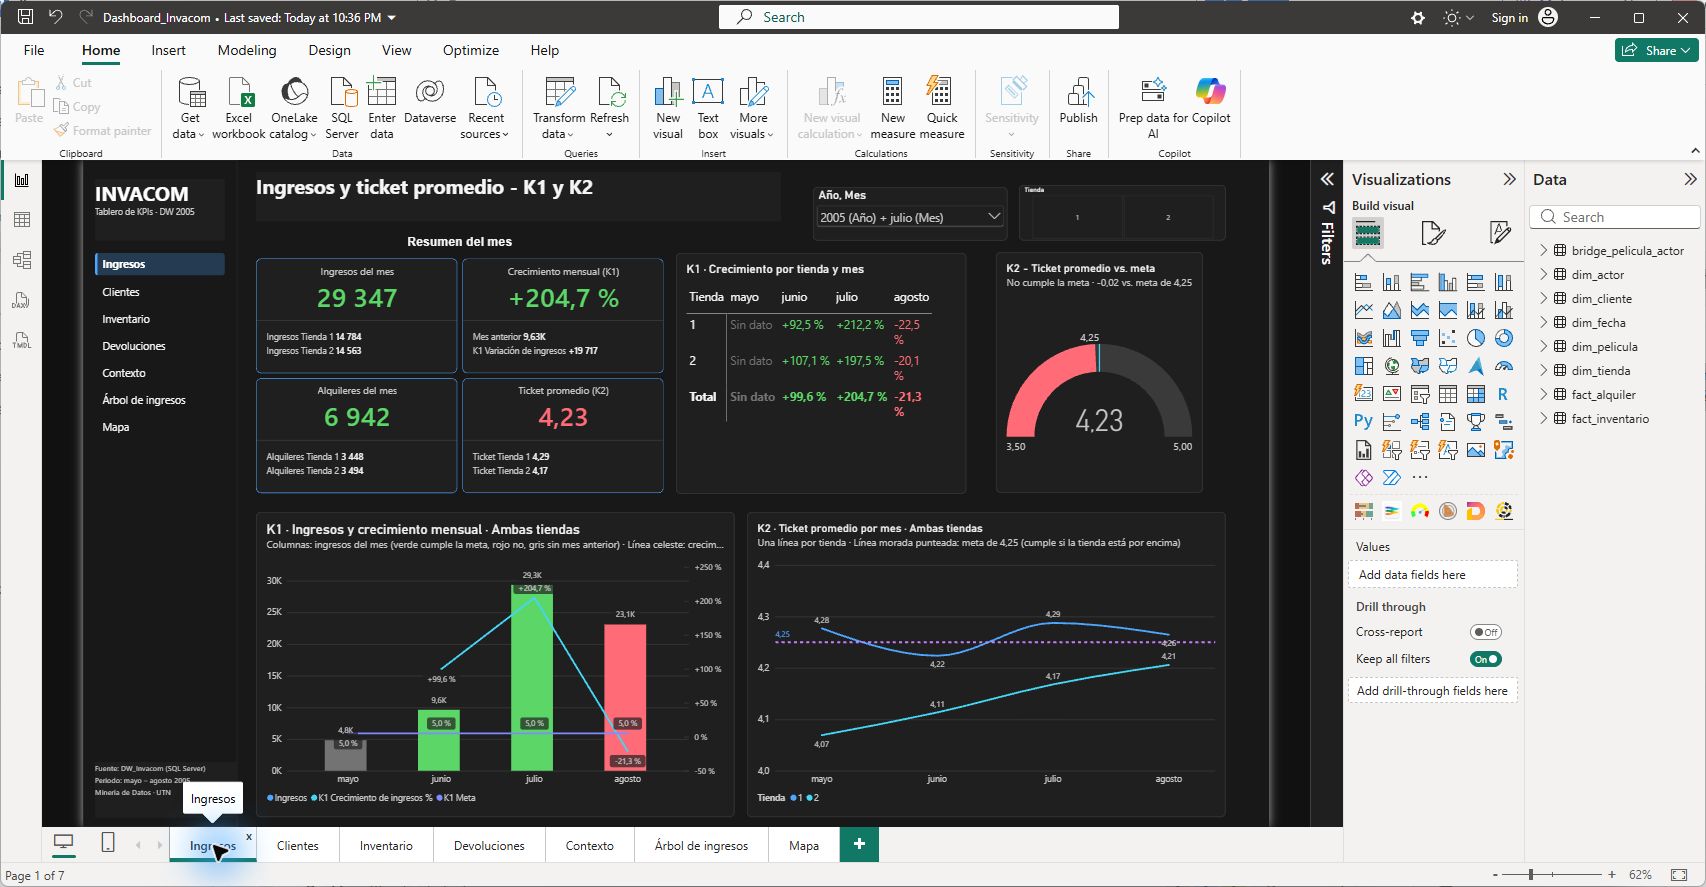 Dashboard_Invacom • Last saved: Today at 10:36 PM
Search
Sign in
File
Home
Insert
Modeling
Design
View
Optimize
Help
Share
Paste
Cut
Copy
Format painter
Clipboard
Get data
Excel workbook
OneLake catalog
SQL Server
Enter data
Dataverse
Recent sources
Data
Transform data
Refresh
Queries
New visual
Text box
More visuals
Insert
New visual calculation
New measure
Quick measure
Calculations
Sensitivity
Sensitivity
Publish
Share
Prep data for AI
Copilot
Copilot
INVACOM
Tablero de KPIs · DW 2005
Ingresos
Clientes
Inventario
Devoluciones
Contexto
Árbol de ingresos
Mapa
Fuente: DW_Invacom (SQL Server)
Periodo: mayo – agosto 2005
Minería de Datos · UTN
Ingresos
Ingresos y ticket promedio - K1 y K2
Año, Mes
2005 (Año) + julio (Mes)
Tienda
1
2
Resumen del mes
Ingresos del mes
29 347
Ingresos Tienda 1 14 784
Ingresos Tienda 2 14 563
Crecimiento mensual (K1)
+204,7 %
Mes anterior 9,63K
K1 Variación de ingresos +19 717
Alquileres del mes
6 942
Alquileres Tienda 1 3 448
Alquileres Tienda 2 3 494
Ticket promedio (K2)
4,23
Ticket Tienda 1 4,29
Ticket Tienda 2 4,17
K1 · Crecimiento por tienda y mes
Tienda mayo junio julio agosto
1 Sin dato +92,5 % +212,2 % -22,5 %
2 Sin dato +107,1 % +197,5 % -20,1 %
Total Sin dato +99,6 % +204,7 % -21,3 %
K2 - Ticket promedio vs. meta
No cumple la meta · -0,02 vs. meta de 4,25
4,25
4,23
3,50
5,00
K1 · Ingresos y crecimiento mensual · Ambas tiendas
Columnas: ingresos del mes (verde cumple la meta, rojo no, gris sin mes anterior) · Línea celeste: crecim...
30K
25K
20K
15K
10K
5K
0K
+250 %
+200 %
+150 %
+100 %
+50 %
0 %
-50 %
4,8K
5,0 %
+99,6 %
9,6K
5,0 %
29,3K
+204,7 %
5,0 %
23,1K
5,0 %
-21,3 %
mayo
junio
julio
agosto
Ingresos K1 Crecimiento de ingresos % K1 Meta
K2 · Ticket promedio por mes · Ambas tiendas
Una línea por tienda · Línea morada punteada: meta de 4,25 (cumple si la tienda está por encima)
4,4
4,3
4,2
4,1
4,0
4,25
4,28
4,22
4,29
4,26
4,07
4,11
4,17
4,21
mayo
junio
julio
agosto
Tienda 1 2
Filters
Visualizations
Build visual
123
R
Py
Values
Add data fields here
Drill through
Cross-report
Off
Keep all filters
On
Add drill-through fields here
Data
Search
bridge_pelicula_actor
dim_actor
dim_cliente
dim_fecha
dim_pelicula
dim_tienda
fact_alquiler
fact_inventario
DAX
TMDL
Ingresos
Clientes
Inventario
Devoluciones
Contexto
Árbol de ingresos
Mapa
Page 1 of 7
62%